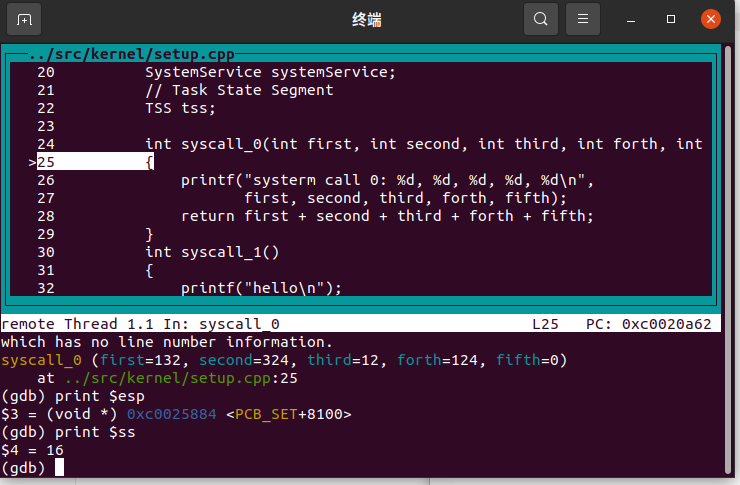 终端
../src/kernel/setup.cpp
20          SystemService systemService;
21          // Task State Segment
22          TSS tss;
23
24          int syscall_0(int first, int second, int third, int forth, int
>25          {
26              printf("systerm call 0: %d, %d, %d, %d, %d\n",
27                     first, second, third, forth, fifth);
28              return first + second + third + forth + fifth;
29          }
30          int syscall_1()
31          {
32              printf("hello\n");
remote Thread 1.1 In: syscall_0                            L25   PC: 0xc0020a62
which has no line number information.
syscall_0 (first=132, second=324, third=12, forth=124, fifth=0)
    at ../src/kernel/setup.cpp:25
(gdb) print $esp
$3 = (void *) 0xc0025884 <PCB_SET+8100>
(gdb) print $ss
$4 = 16
(gdb)